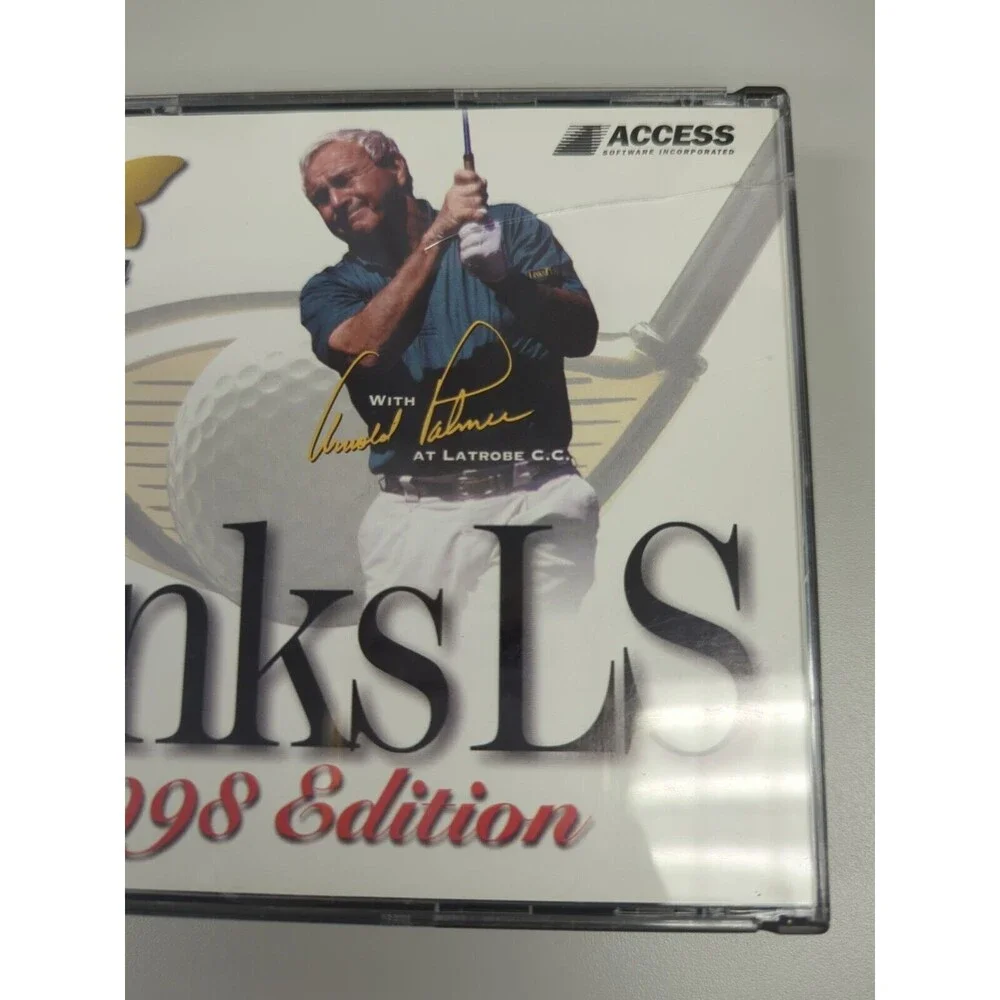 ACCESS
SOFTWARE INCORPORATED
WITH
Arnold Palmer
AT LATROBE C.C.
nksLS
998 Edition